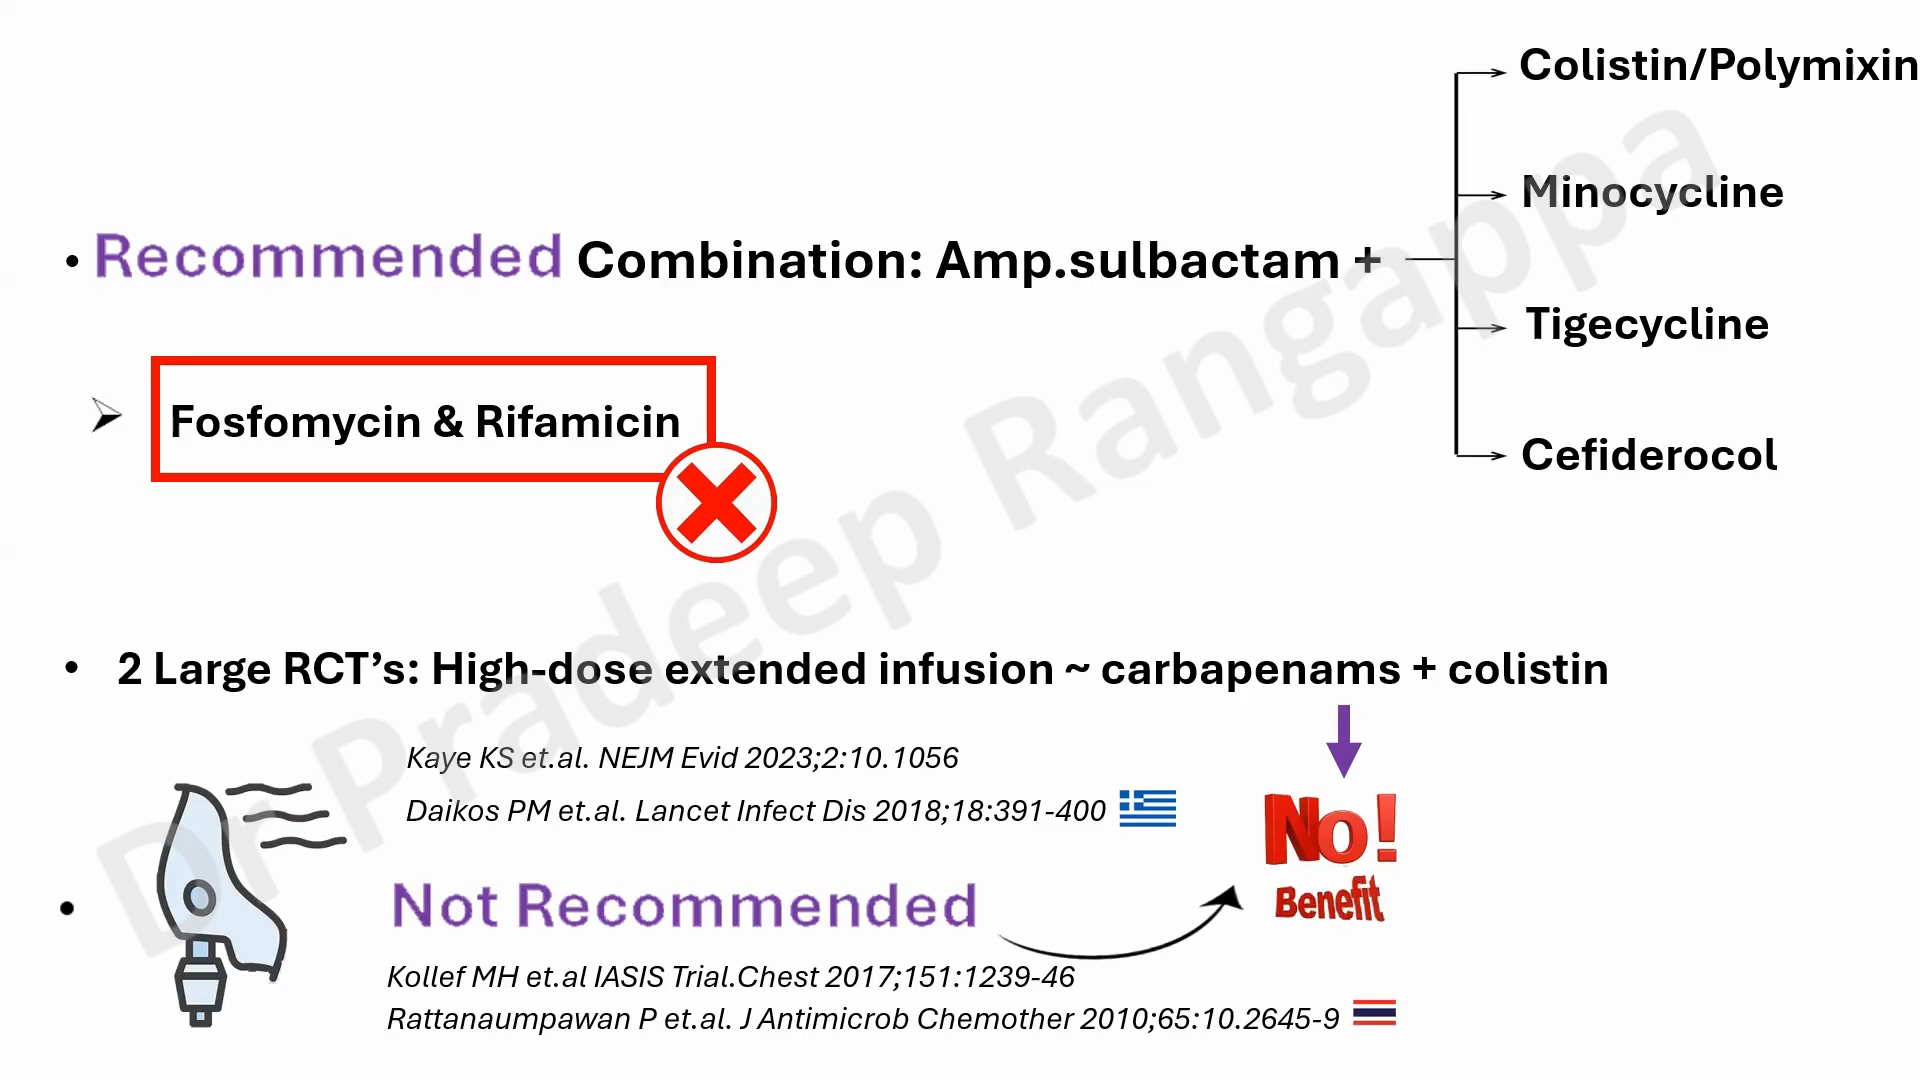 Colistin/Polymixin
Minocycline
• Recommended Combination: Amp.sulbactam +
Tigecycline
➢ Fosfomycin & Rifamicin
Cefiderocol
• 2 Large RCT’s: High-dose extended infusion ~ carbapenams + colistin
Kaye KS et.al. NEJM Evid 2023;2:10.1056
Daikos PM et.al. Lancet Infect Dis 2018;18:391-400
No!
Benefit
• Not Recommended
Kollef MH et.al IASIS Trial.Chest 2017;151:1239-46
Rattanaumpawan P et.al. J Antimicrob Chemother 2010;65:10.2645-9
Dr Pradeep Rangappa